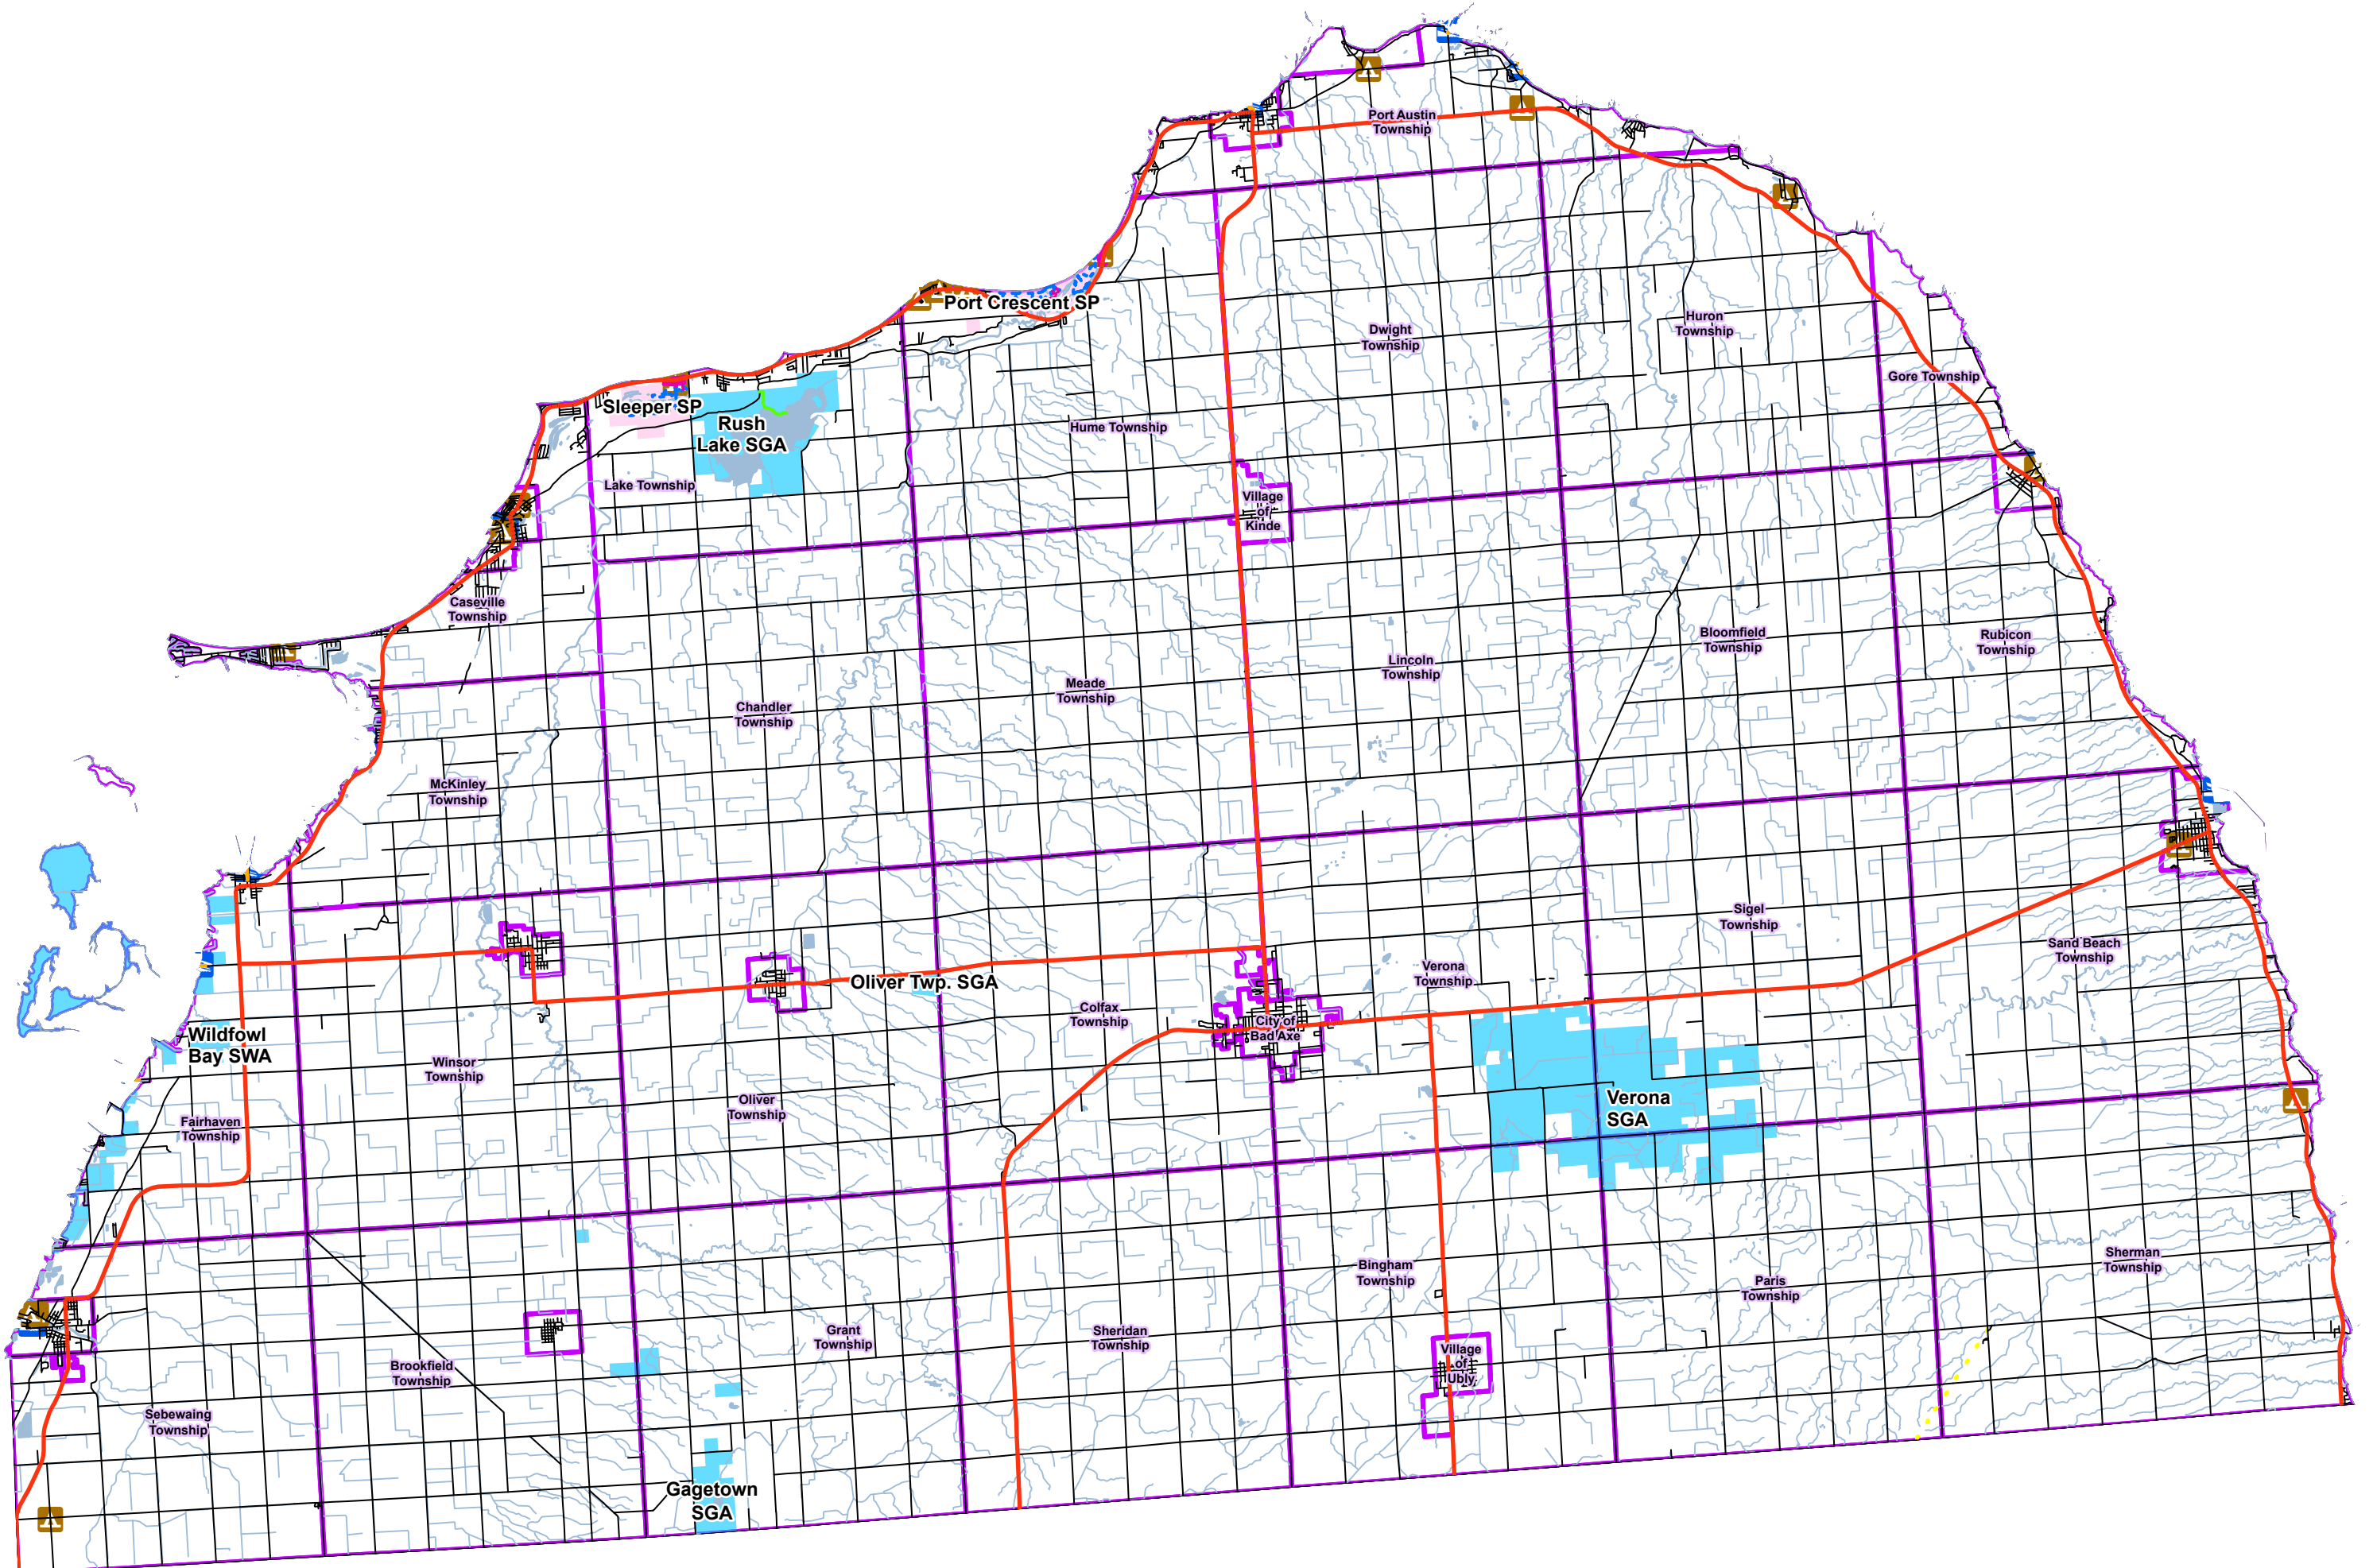 Port Austin
Township
Port Crescent SP
Dwight
Township
Huron
Township
Gore Township
Sleeper SP
Rush
Lake SGA
Hume Township
Lake Township
Village
of
Kinde
Caseville
Township
Bloomfield
Township
Rubicon
Township
Lincoln
Township
Meade
Township
Chandler
Township
McKinley
Township
Sigel
Township
Sand Beach
Township
Verona
Township
Oliver Twp. SGA
Colfax
Township
City of
Bad Axe
Wildfowl
Bay SWA
Winsor
Township
Oliver
Township
Verona
SGA
Fairhaven
Township
Bingham
Township
Paris
Township
Sherman
Township
Grant
Township
Sheridan
Township
Village
of
Ubly
Brookfield
Township
Sebewaing
Township
Gagetown
SGA